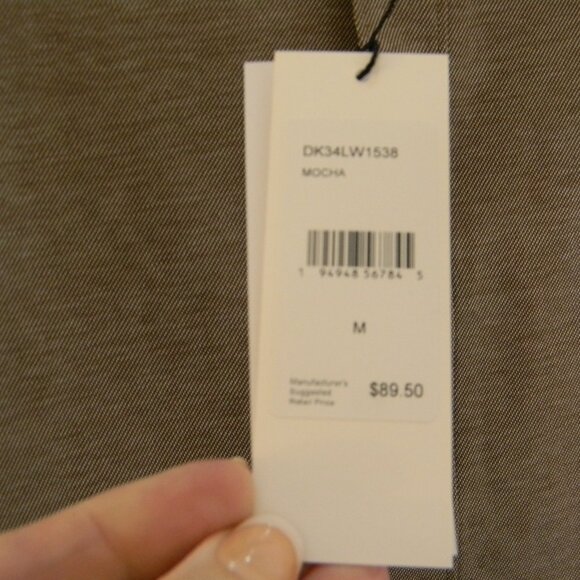 DK34LW1538
MOCHA
1 94948 56784 5
M
Manufacturer's
Suggested
Retail Price
$89.50